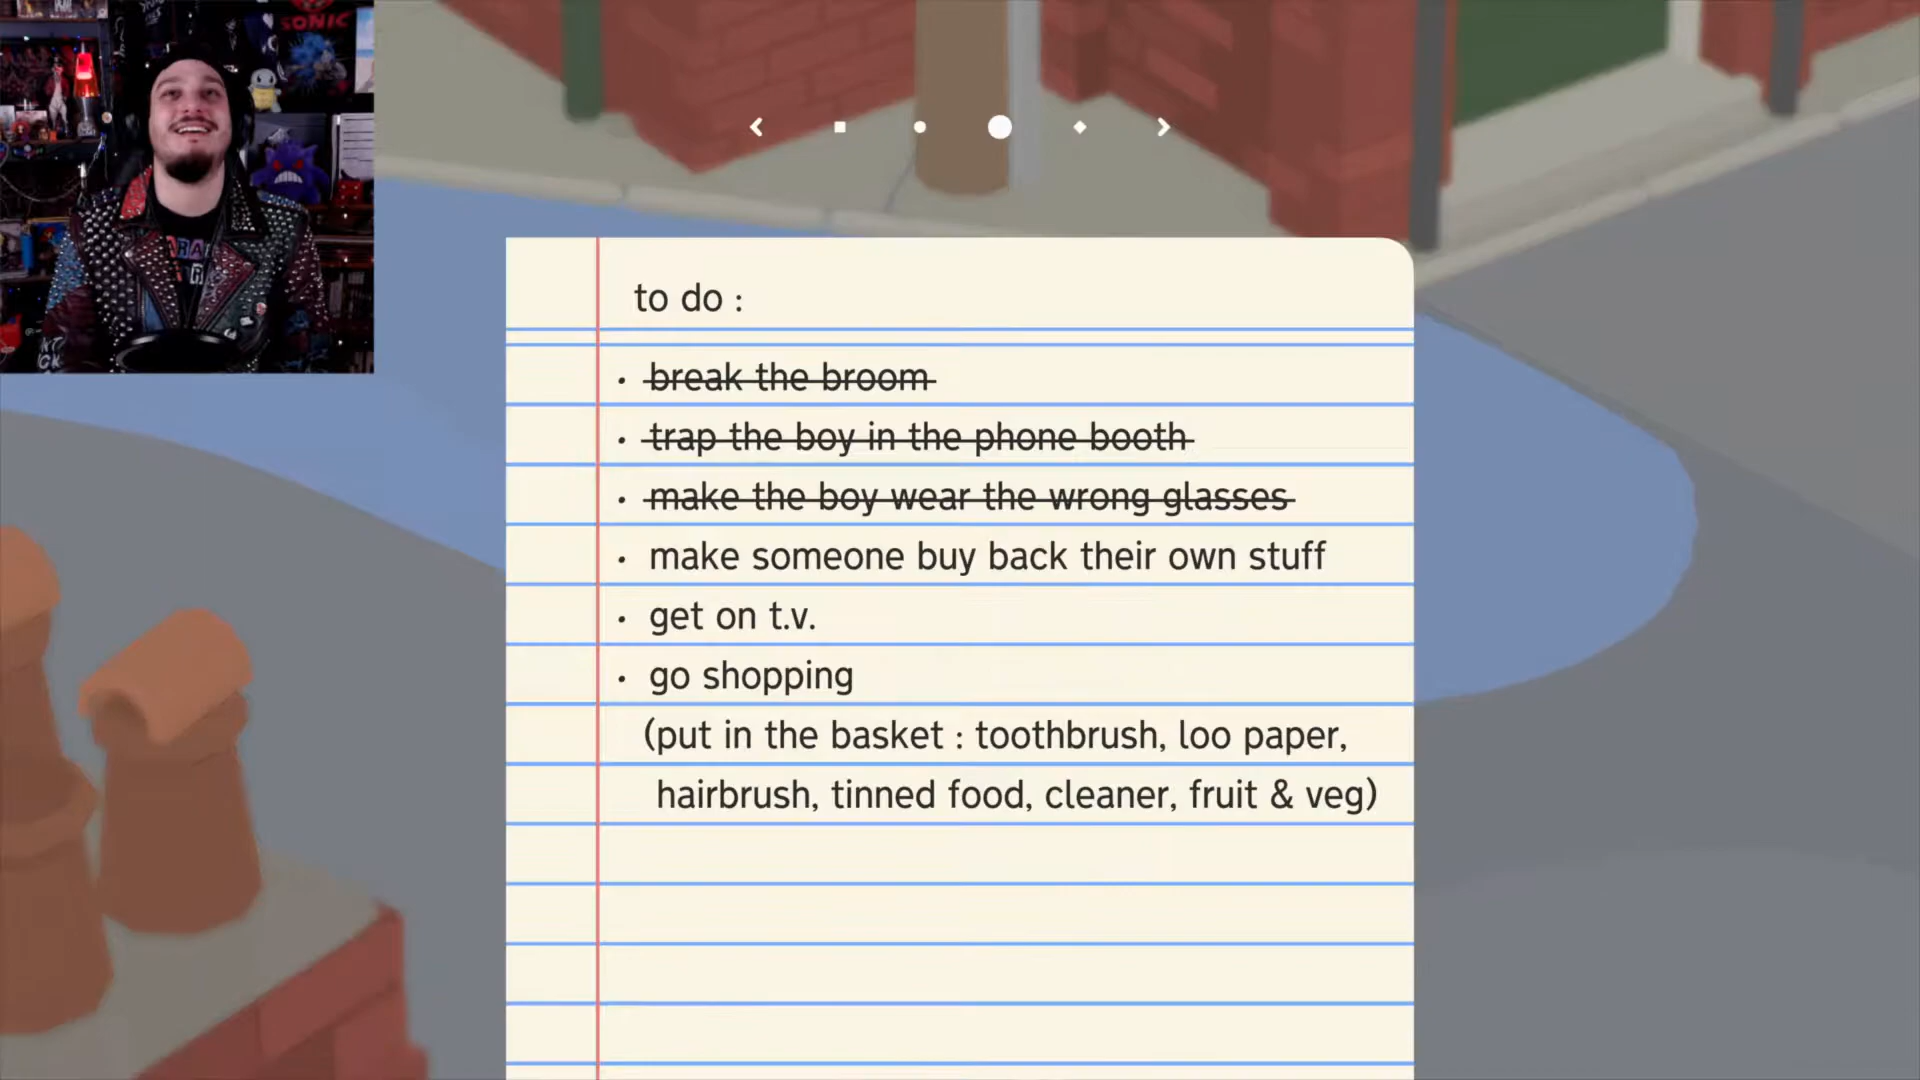 SONIC
to do :
• break the broom
• trap the boy in the phone booth
• make the boy wear the wrong glasses
• make someone buy back their own stuff
• get on t.v.
• go shopping
(put in the basket : toothbrush, loo paper,
hairbrush, tinned food, cleaner, fruit & veg)